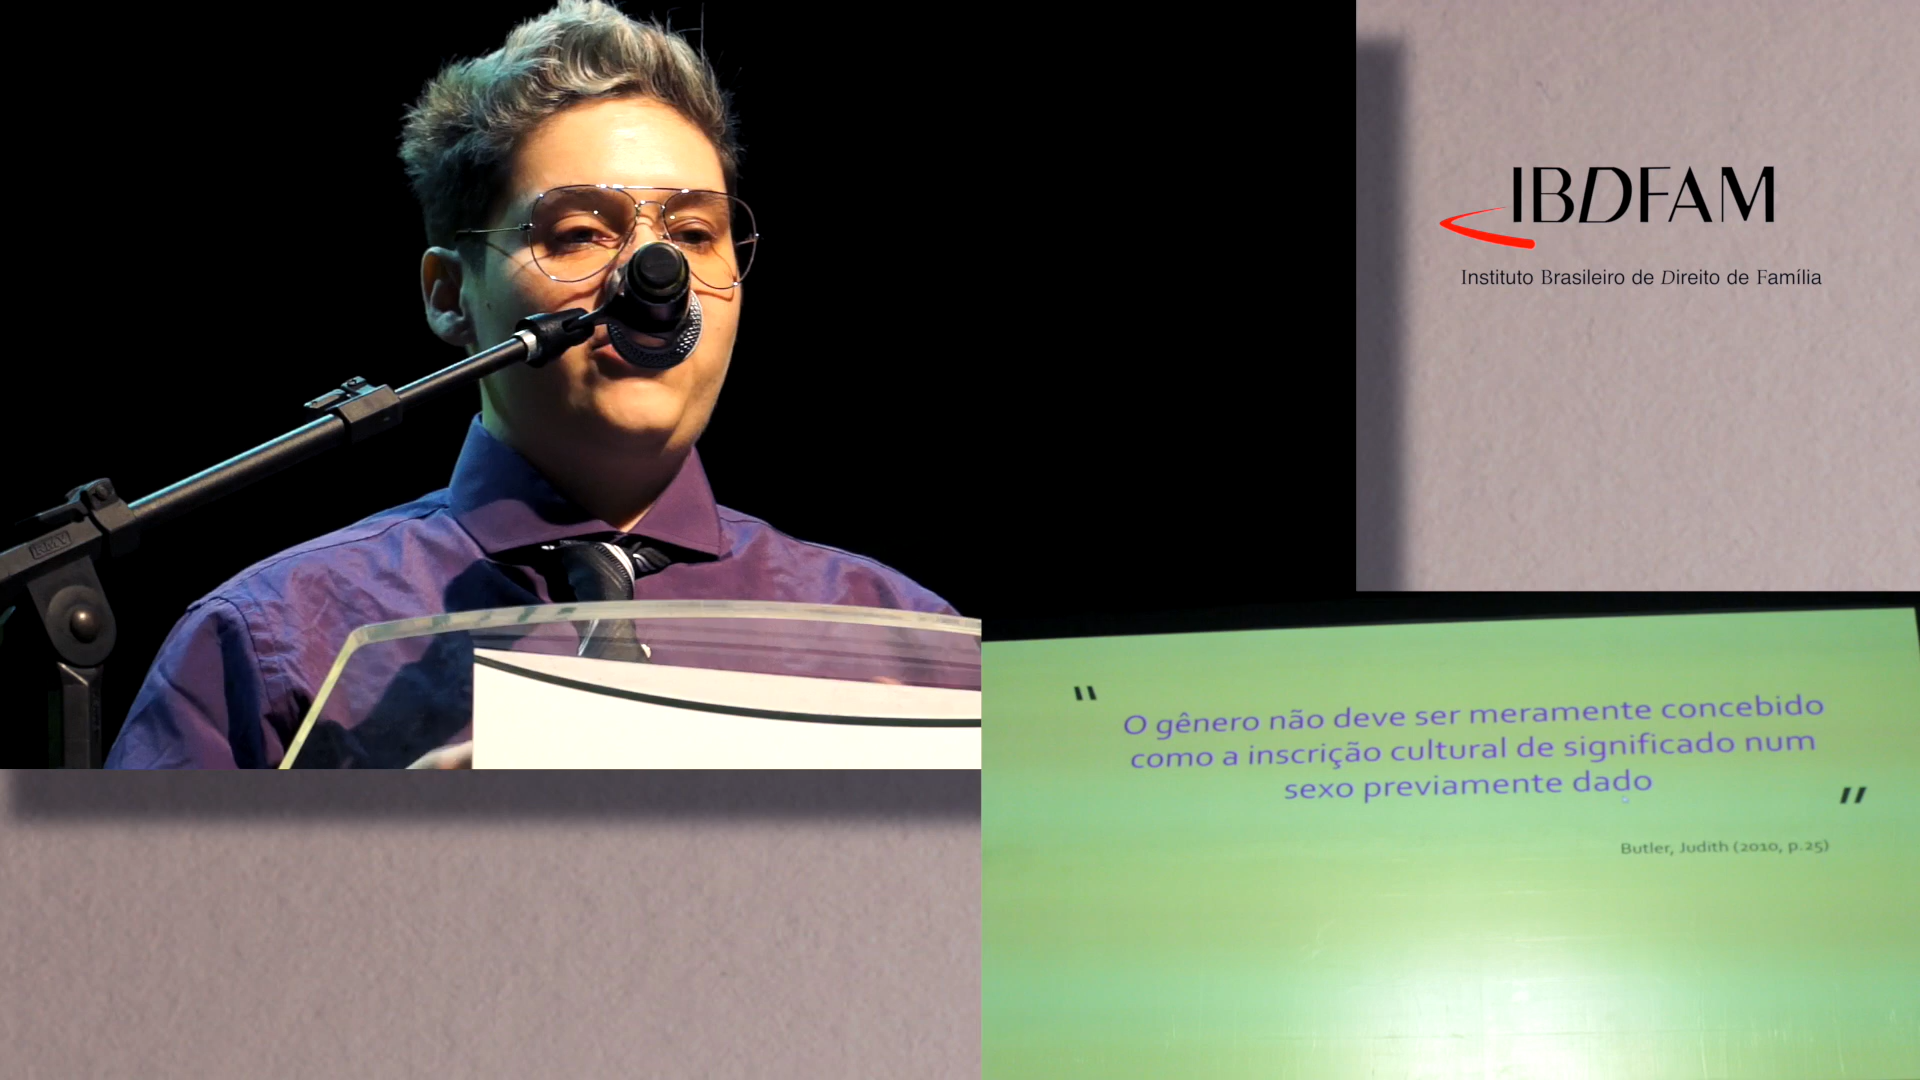 IBDFAM
Instituto Brasileiro de Direito de Família
"
O gênero não deve ser meramente concebido
como a inscrição cultural de significado num
sexo previamente dado
"
Butler, Judith (2010, p.25)
RMV